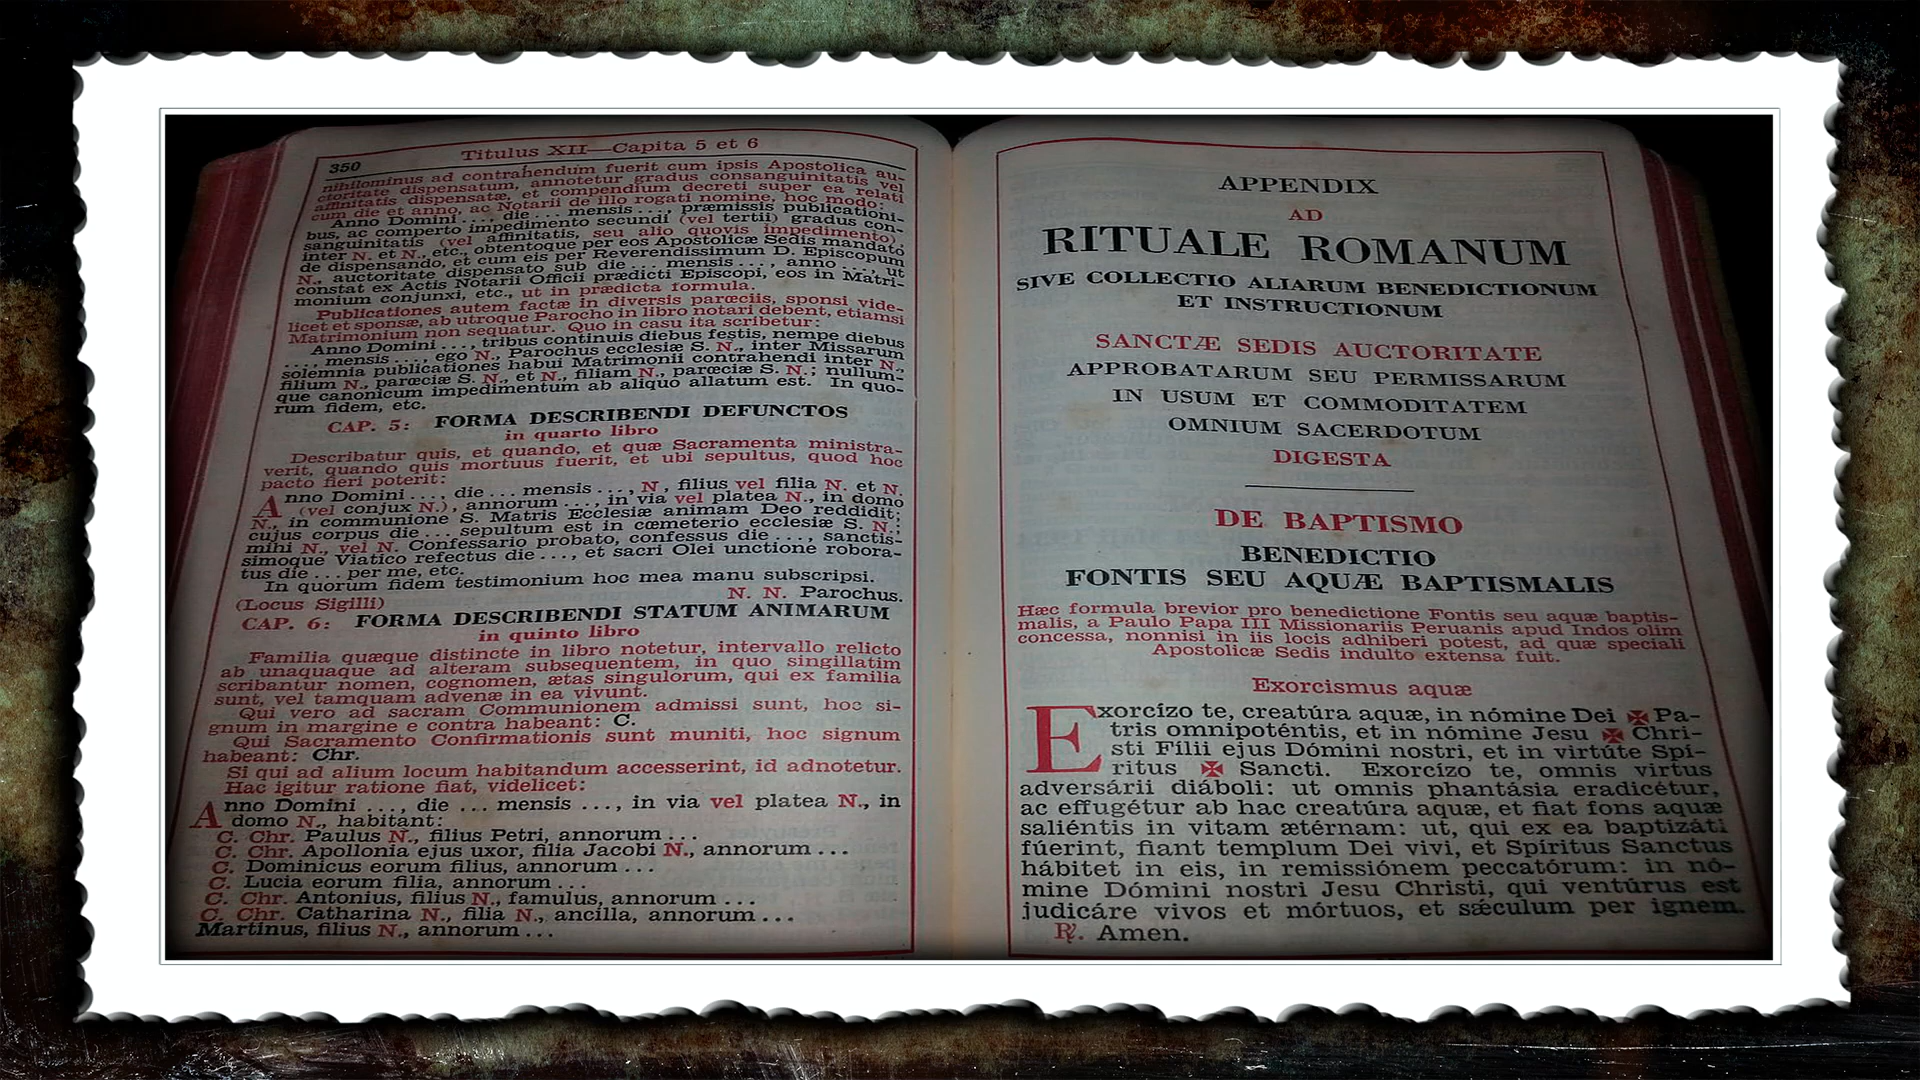 350
Titulus XII—Capita 5 et 6
nihilominus ad contrahendum fuerit cum ipsis Apostolica au-
ctoritate dispensatum, annotetur gradus consanguinitatis vel
affinitatis dispensatæ, et compendium decreti super ea relati
cum die et anno, ac Notarii de illo rogati nomine, hoc modo:
Anno Domini ..., die ... mensis ..., præmissis publicationi-
bus, ac comperto impedimento secundi (vel tertii) gradus con-
sanguinitatis (vel affinitatis, seu alio quovis impedimento),
inter N. et N., etc., obtentoque per eos Apostolicæ Sedis mandato
de dispensando, et cum eis per Reverendissimum D. Episcopum
N., auctoritate dispensato sub die ... mensis ..., anno ..., ut
constat ex Actis Notarii Officii prædicti Episcopi, eos in Matri-
monium conjunxi, etc., ut in prædicta formula.
Publicationes autem factæ in diversis parœciis, sponsi vide-
licet et sponsæ, ab utroque Parocho in libro notari debent, etiamsi
Matrimonium non sequatur. Quo in casu ita scribetur:
Anno Domini ..., tribus continuis diebus festis, nempe diebus
..., mensis ..., ego N., Parochus ecclesiæ S. N., inter Missarum
solemnia publicationes habui Matrimonii contrahendi inter N.,
filium N., parœciæ S. N., et N., filiam N., parœciæ S. N.; nullum-
que canonicum impedimentum ab aliquo allatum est. In quo-
rum fidem, etc.
CAP. 5: FORMA DESCRIBENDI DEFUNCTOS
in quarto libro
Describatur quis, et quando, et quæ Sacramenta ministra-
verit, quando quis mortuus fuerit, et ubi sepultus, quod hoc
pacto fieri poterit:
Anno Domini ..., die ... mensis ..., N., filius vel filia N. et N.
(vel conjux N.), annorum ..., in via vel platea N., in domo
N., in communione S. Matris Ecclesiæ animam Deo reddidit;
cujus corpus die ... sepultum est in cœmeterio ecclesiæ S. N.;
mihi N., vel N. Confessario probato, confessus die ..., sanctis-
simoque Viatico refectus die ..., et sacri Olei unctione robora-
tus die ... per me, etc.
In quorum fidem testimonium hoc mea manu subscripsi.
N. N. Parochus.
(Locus Sigilli)
CAP. 6: FORMA DESCRIBENDI STATUM ANIMARUM
in quinto libro
Familia quæque distincte in libro notetur, intervallo relicto
ab unaquaque ad alteram subsequentem, in quo singillatim
scribantur nomen, cognomen, ætas singulorum, qui ex familia
sunt, vel tamquam advenæ in ea vivunt.
Qui vero ad sacram Communionem admissi sunt, hoc si-
gnum in margine e contra habeant: C.
Qui Sacramento Confirmationis sunt muniti, hoc signum
habeant: Chr.
Si qui ad alium locum habitandum accesserint, id adnotetur.
Hac igitur ratione fiat, videlicet:
Anno Domini ..., die ... mensis ..., in via vel platea N., in
domo N., habitant:
C. Chr. Paulus N., filius Petri, annorum ...
C. Chr. Apollonia ejus uxor, filia Jacobi N., annorum ...
C. Dominicus eorum filius, annorum ...
C. Lucia eorum filia, annorum ...
C. Chr. Antonius, filius N., famulus, annorum ...
C. Chr. Catharina N., filia N., ancilla, annorum ...
Martinus, filius N., annorum ...
APPENDIX
AD
RITUALE ROMANUM
SIVE COLLECTIO ALIARUM BENEDICTIONUM
ET INSTRUCTIONUM
SANCTÆ SEDIS AUCTORITATE
APPROBATARUM SEU PERMISSARUM
IN USUM ET COMMODITATEM
OMNIUM SACERDOTUM
DIGESTA
DE BAPTISMO
BENEDICTIO
FONTIS SEU AQUÆ BAPTISMALIS
Hæc formula brevior pro benedictione Fontis seu aquæ baptis-
malis, a Paulo Papa III Missionariis Peruanis apud Indos olim
concessa, nonnisi in iis locis adhiberi potest, ad quæ speciali
Apostolicæ Sedis indulto extensa fuit.
Exorcismus aquæ
Exorcízo te, creatúra aquæ, in nómine Dei ✠ Pa-
tris omnipoténtis, et in nómine Jesu ✠ Chri-
sti Fílii ejus Dómini nostri, et in virtúte Spí-
ritus ✠ Sancti. Exorcízo te, omnis virtus
adversárii diáboli: ut omnis phantásia eradicétur,
ac effugétur ab hac creatúra aquæ, et fiat fons aquæ
saliéntis in vitam ætérnam: ut, qui ex ea baptizáti
fúerint, fiant templum Dei vivi, et Spíritus Sanctus
hábitet in eis, in remissiónem peccatórum: in nó-
mine Dómini nostri Jesu Christi, qui ventúrus est
judicáre vivos et mórtuos, et sǽculum per ignem.
℟. Amen.